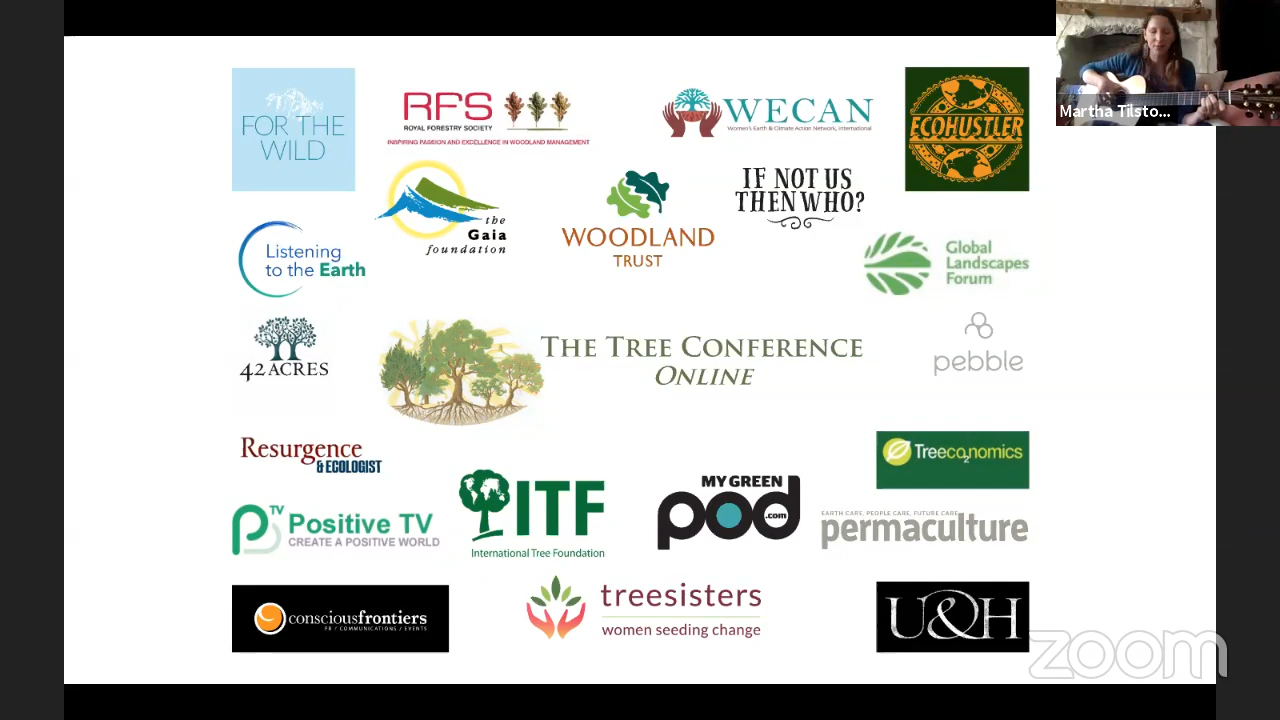 Martha Tilsto...
FOR THE
WILD
RFS
ROYAL FORESTRY SOCIETY
INSPIRING PASSION AND EXCELLENCE IN WOODLAND MANAGEMENT
WECAN
Women's Earth & Climate Action Network, International
ECOHUSTLER
the
Gaia
foundation
WOODLAND
TRUST
IF NOT US
THEN WHO?
Listening
to the Earth
Global
Landscapes
Forum
42 ACRES
THE TREE CONFERENCE
ONLINE
pebble
Resurgence
& ECOLOGIST
Treeco2nomics
TV
Positive TV
CREATE A POSITIVE WORLD
ITF
International Tree Foundation
MY GREEN
pod
.com
EARTH CARE, PEOPLE CARE, FUTURE CARE
permaculture
consciousfrontiers
PR / COMMUNICATIONS / EVENTS
treesisters
women seeding change
U&H
zoom